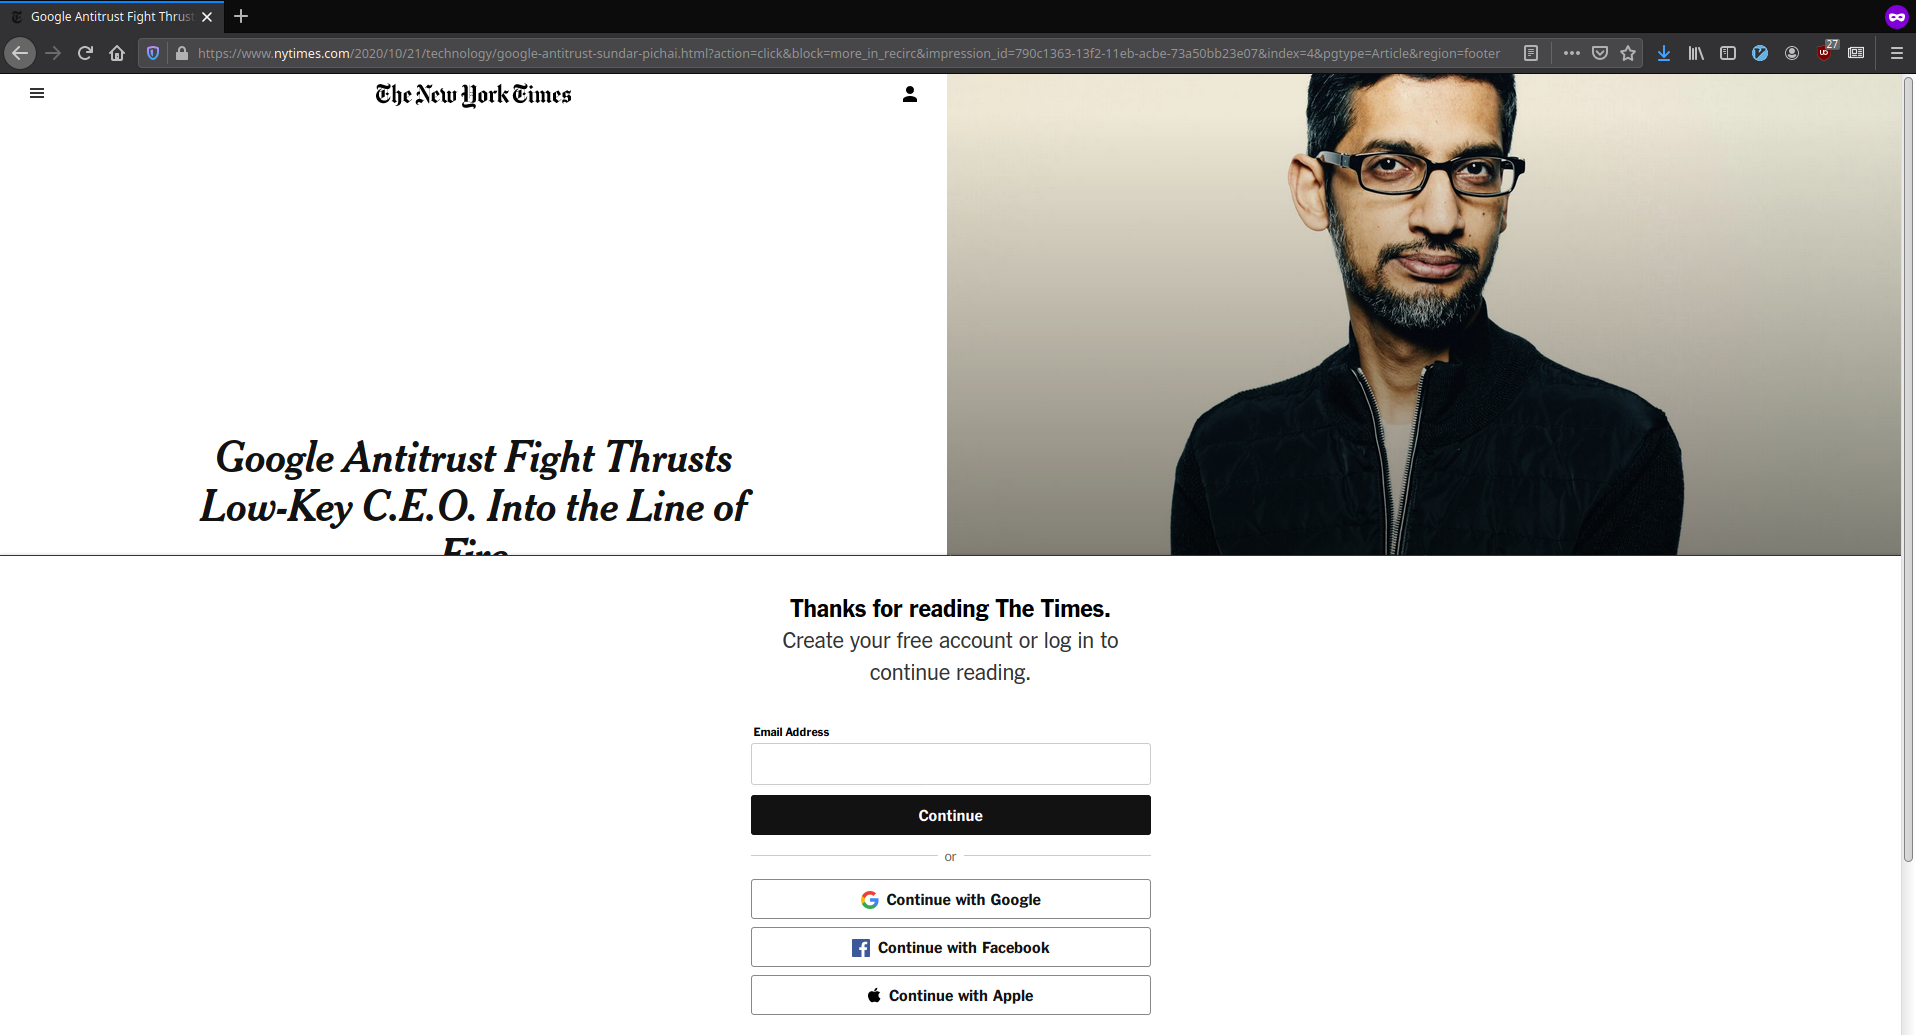 Google Antitrust Fight Thrust
https://www.nytimes.com/2020/10/21/technology/google-antitrust-sundar-pichai.html?action=click&block=more_in_recirc&impression_id=790c1363-13f2-11eb-acbe-73a50bb23e07&index=4&pgtype=Article&region=footer
27
The New York Times
Google Antitrust Fight Thrusts
Low-Key C.E.O. Into the Line of
Fire
Thanks for reading The Times.
Create your free account or log in to
continue reading.
Email Address
Continue
or
Continue with Google
Continue with Facebook
Continue with Apple